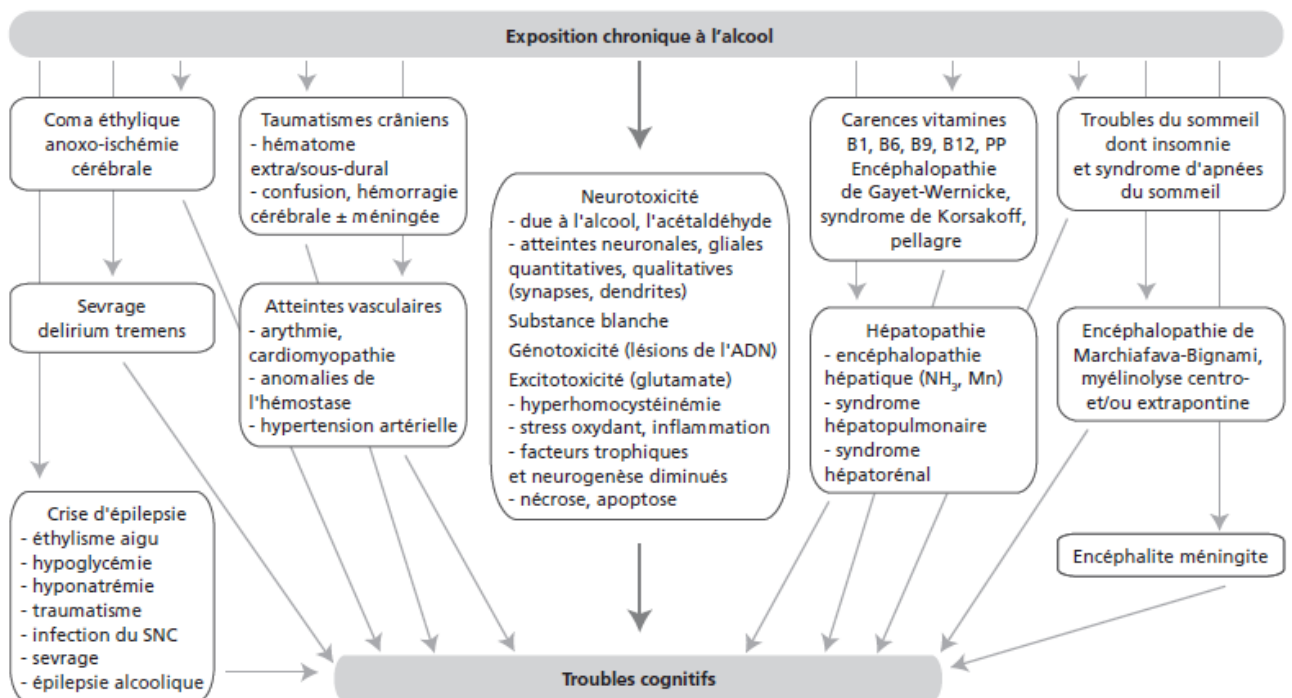 Exposition chronique à l'alcool
Coma éthylique
anoxo-ischémie
cérébrale
Taumatismes crâniens
- hématome
extra/sous-dural
- confusion, hémorragie
cérébrale ± méningée
Neurotoxicité
- due à l'alcool, l'acétaldéhyde
- atteintes neuronales, gliales
quantitatives, qualitatives
(synapses, dendrites)
Substance blanche
Génotoxicité (lésions de l'ADN)
Excitotoxicité (glutamate)
- hyperhomocystéinémie
- stress oxydant, inflammation
- facteurs trophiques
et neurogenèse diminués
- nécrose, apoptose
Carences vitamines
B1, B6, B9, B12, PP
Encéphalopathie
de Gayet-Wernicke,
syndrome de Korsakoff,
pellagre
Troubles du sommeil
dont insomnie
et syndrome d'apnées
du sommeil
Sevrage
delirium tremens
Atteintes vasculaires
- arythmie,
cardiomyopathie
- anomalies de
l'hémostase
- hypertension artérielle
Hépatopathie
- encéphalopathie
hépatique (NH₃, Mn)
- syndrome
hépatopulmonaire
- syndrome
hépatorénal
Encéphalopathie de
Marchiafava-Bignami,
myélinolyse centro-
et/ou extrapontine
Crise d'épilepsie
- éthylisme aigu
- hypoglycémie
- hyponatrémie
- traumatisme
- infection du SNC
- sevrage
- épilepsie alcoolique
Encéphalite méningite
Troubles cognitifs